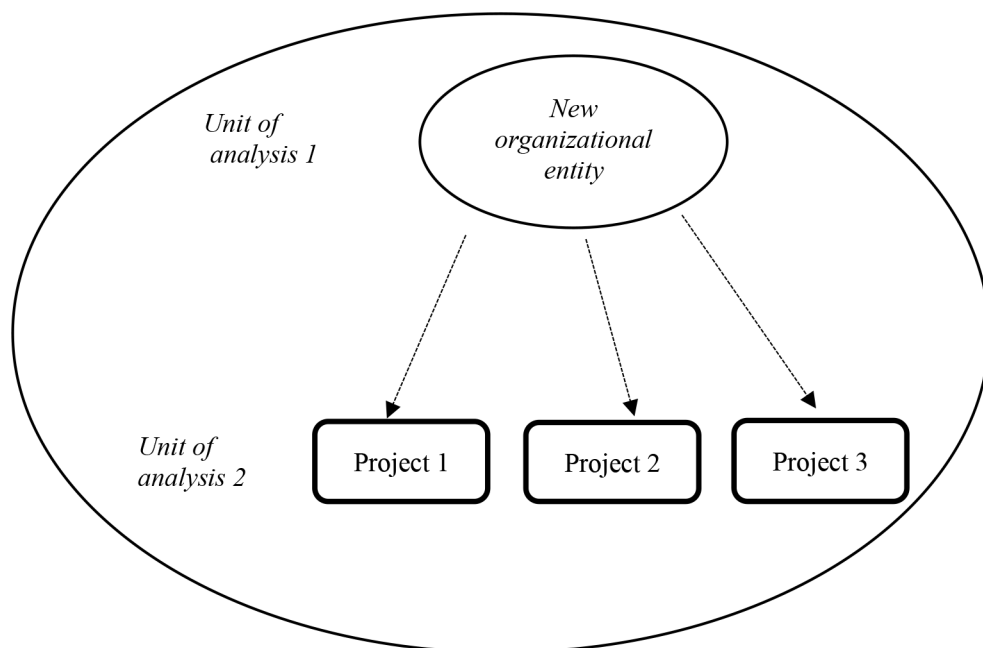 Unit of
analysis 1
New
organizational
entity
Unit of
analysis 2
Project 1
Project 2
Project 3